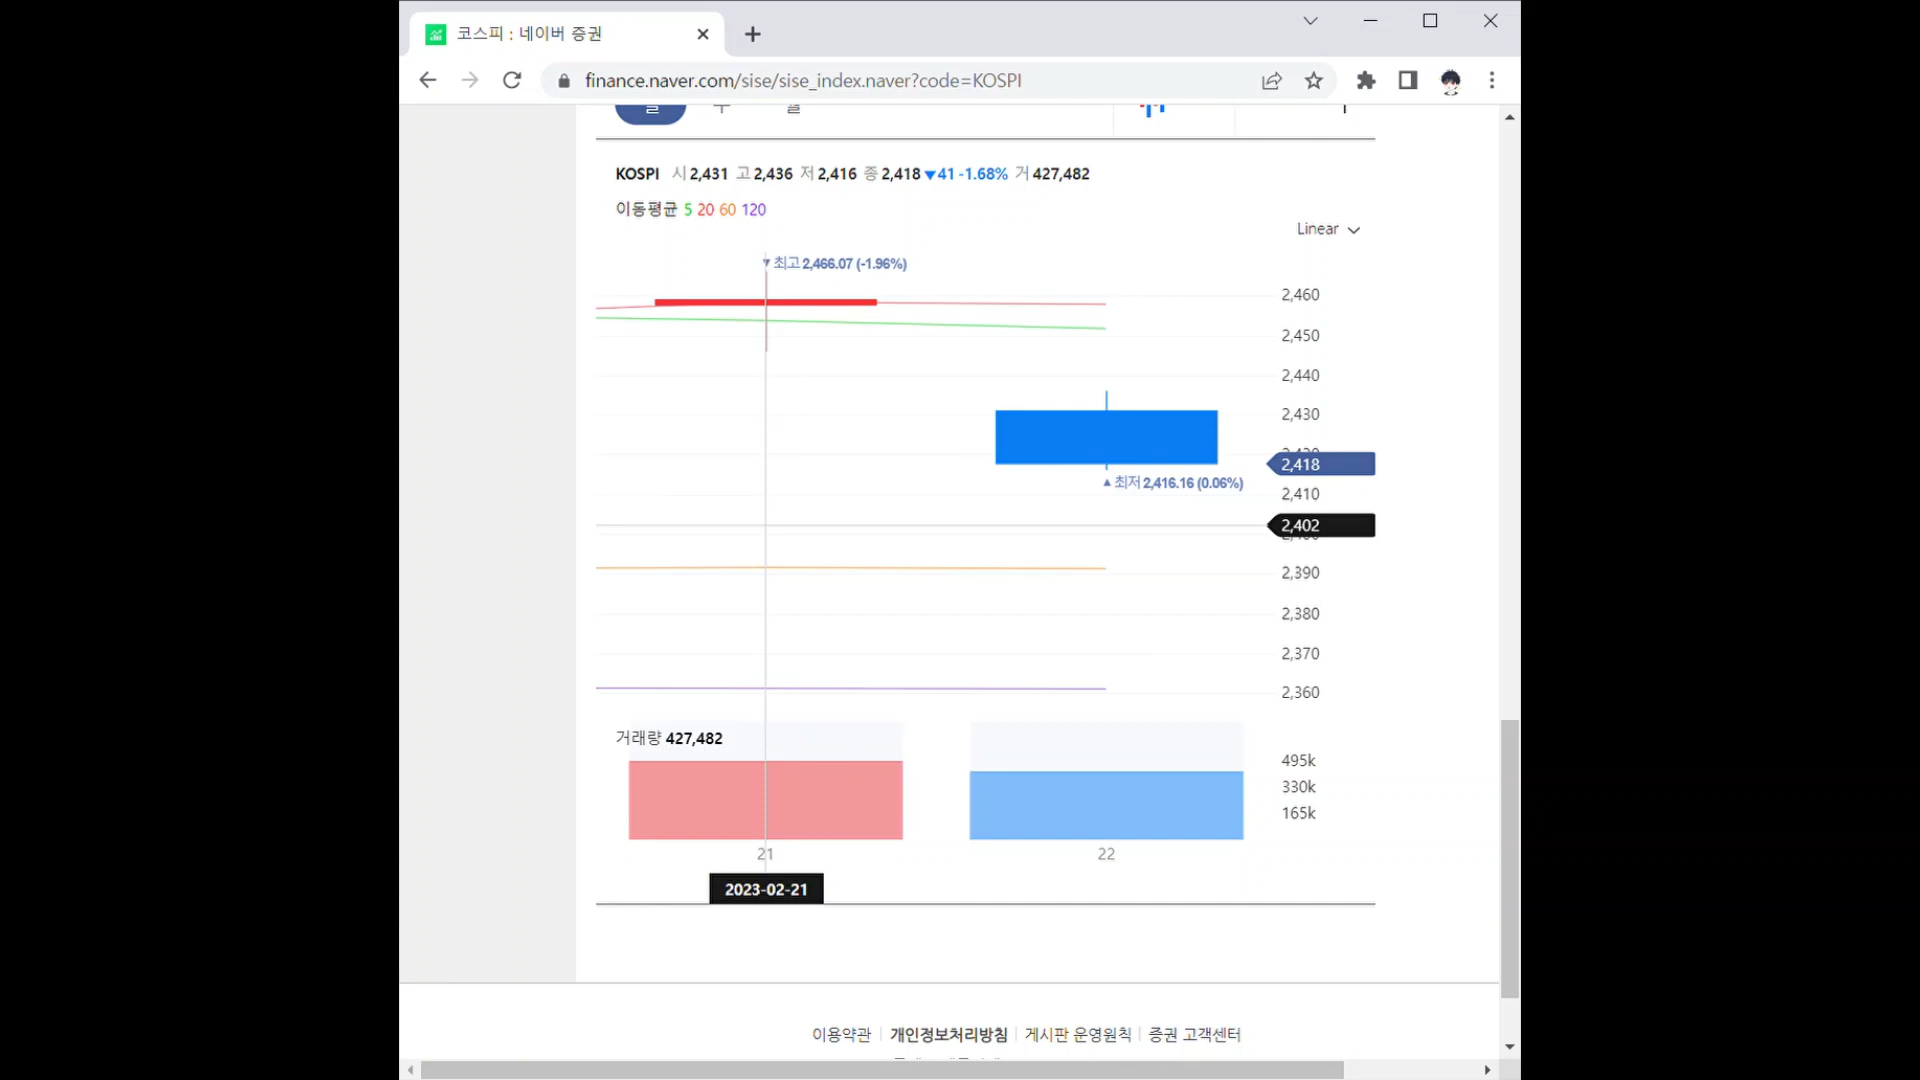 코스피 : 네이버 증권
finance.naver.com/sise/sise_index.naver?code=KOSPI
KOSPI 시 2,431 고 2,436 저 2,416 종 2,418 ▼41 -1.68% 거 427,482
이동평균 5 20 60 120
Linear
▼ 최고 2,466.07 (-1.96%)
2,460
2,450
2,440
2,430
2,418
▲ 최저 2,416.16 (0.06%)
2,410
2,402
2,390
2,380
2,370
2,360
거래량 427,482
495k
330k
165k
21 22
2023-02-21
이용약관 개인정보처리방침 게시판 운영원칙 증권 고객센터